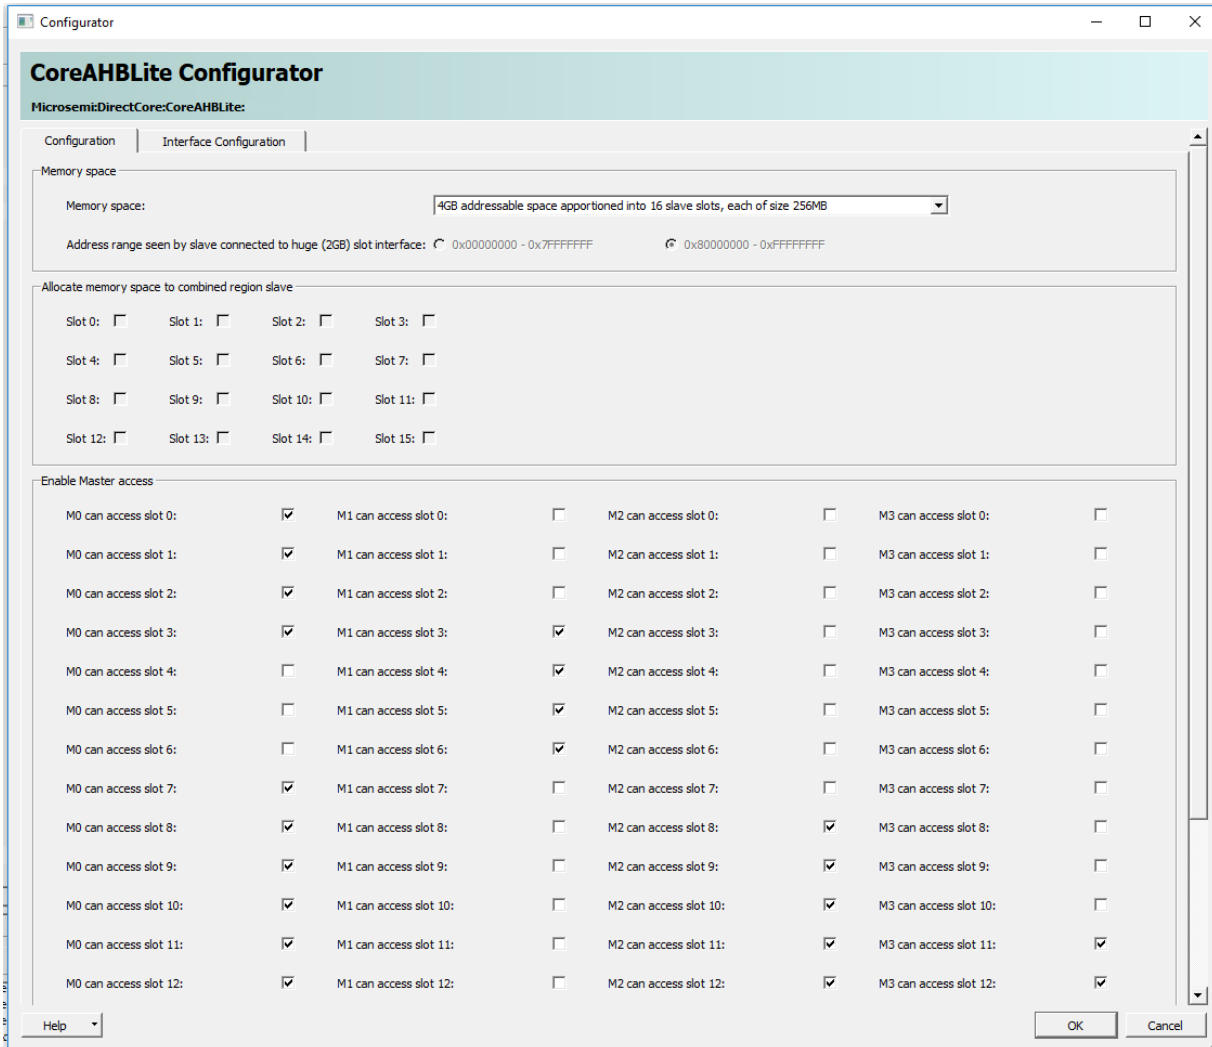 Configurator
CoreAHBLite Configurator
Microsemi:DirectCore:CoreAHBLite:
Configuration Interface Configuration
Memory space
Memory space: 4GB addressable space apportioned into 16 slave slots, each of size 256MB
Address range seen by slave connected to huge (2GB) slot interface: 0x00000000 - 0x7FFFFFFF 0x80000000 - 0xFFFFFFFF
Allocate memory space to combined region slave
Slot 0: Slot 1: Slot 2: Slot 3:
Slot 4: Slot 5: Slot 6: Slot 7:
Slot 8: Slot 9: Slot 10: Slot 11:
Slot 12: Slot 13: Slot 14: Slot 15:
Enable Master access
M0 can access slot 0: M1 can access slot 0: M2 can access slot 0: M3 can access slot 0:
M0 can access slot 1: M1 can access slot 1: M2 can access slot 1: M3 can access slot 1:
M0 can access slot 2: M1 can access slot 2: M2 can access slot 2: M3 can access slot 2:
M0 can access slot 3: M1 can access slot 3: M2 can access slot 3: M3 can access slot 3:
M0 can access slot 4: M1 can access slot 4: M2 can access slot 4: M3 can access slot 4:
M0 can access slot 5: M1 can access slot 5: M2 can access slot 5: M3 can access slot 5:
M0 can access slot 6: M1 can access slot 6: M2 can access slot 6: M3 can access slot 6:
M0 can access slot 7: M1 can access slot 7: M2 can access slot 7: M3 can access slot 7:
M0 can access slot 8: M1 can access slot 8: M2 can access slot 8: M3 can access slot 8:
M0 can access slot 9: M1 can access slot 9: M2 can access slot 9: M3 can access slot 9:
M0 can access slot 10: M1 can access slot 10: M2 can access slot 10: M3 can access slot 10:
M0 can access slot 11: M1 can access slot 11: M2 can access slot 11: M3 can access slot 11:
M0 can access slot 12: M1 can access slot 12: M2 can access slot 12: M3 can access slot 12:
Help OK Cancel